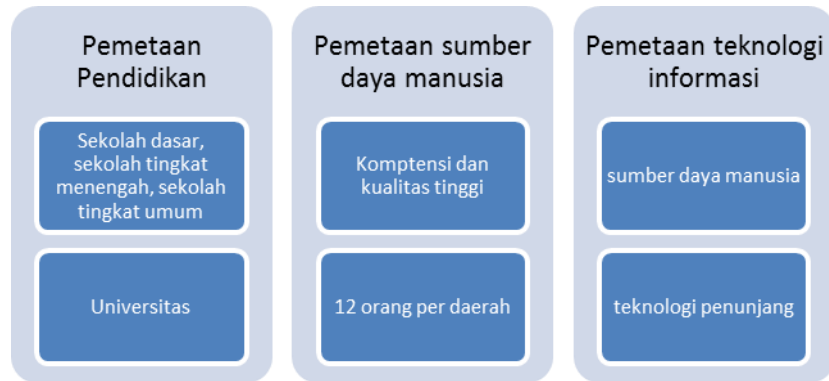 Pemetaan
Pendidikan
Sekolah dasar,
sekolah tingkat
menengah, sekolah
tingkat umum
Universitas
Pemetaan sumber
daya manusia
Komptensi dan
kualitas tinggi
12 orang per daerah
Pemetaan teknologi
informasi
sumber daya manusia
teknologi penunjang